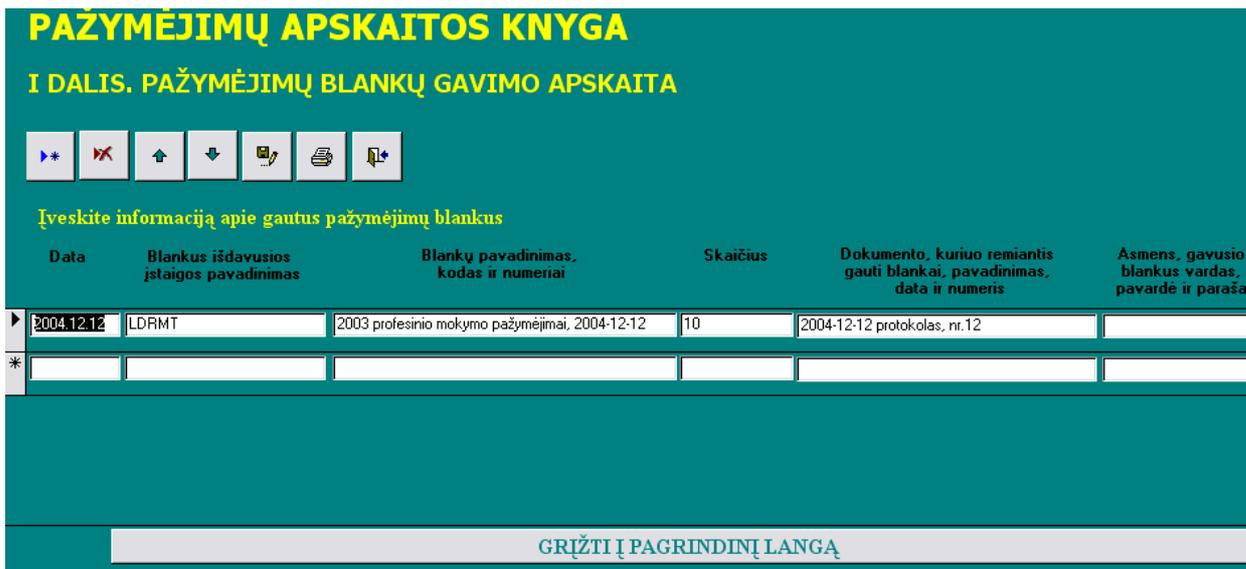 PAŽYMĖJIMŲ APSKAITOS KNYGA
I DALIS. PAŽYMĖJIMŲ BLANKŲ GAVIMO APSKAITA
Įveskite informaciją apie gautus pažymėjimų blankus
Data
Blankus išdavusios
įstaigos pavadinimas
Blankų pavadinimas,
kodas ir numeriai
Skaičius
Dokumento, kuriuo remiantis
gauti blankai, pavadinimas,
data ir numeris
Asmens, gavusio
blankus vardas,
pavardė ir paraša
2004.12.12 LDRMT 2003 profesinio mokymo pažymėjimai, 2004-12-12 10 2004-12-12 protokolas, nr.12
GRĮŽTI Į PAGRINDINĮ LANGĄ